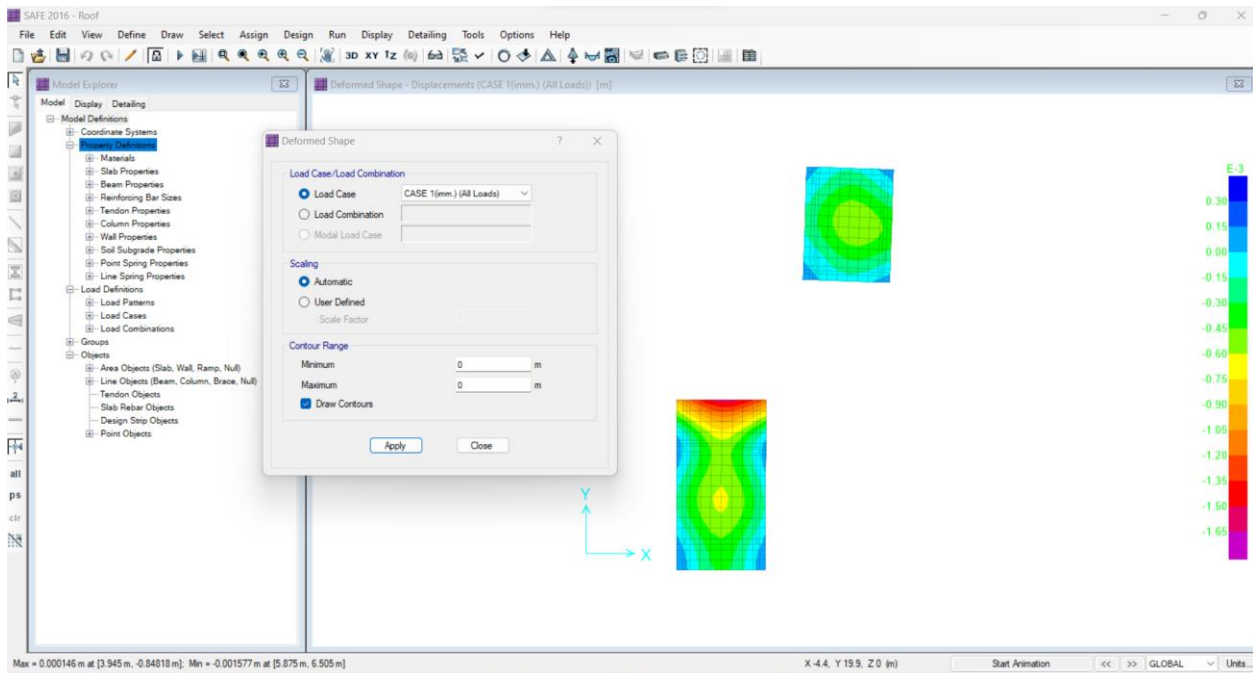 SAFE 2016 - Roof
File Edit View Define Draw Select Assign Design Run Display Detailing Tools Options Help
3D XY
Model Explorer
Model Display Detailing
Model Definitions
Coordinate Systems
Property Definitions
Materials
Slab Properties
Beam Properties
Reinforcing Bar Sizes
Tendon Properties
Column Properties
Wall Properties
Soil Subgrade Properties
Point Spring Properties
Line Spring Properties
Load Definitions
Load Patterns
Load Cases
Load Combinations
Groups
Objects
Area Objects (Slab, Wall, Ramp, Null)
Line Objects (Beam, Column, Brace, Null)
Tendon Objects
Slab Rebar Objects
Design Strip Objects
Point Objects
all
ps
clr
Deformed Shape - Displacements (CASE 1(imm.) (All Loads)) [m]
Deformed Shape
Load Case/Load Combination
Load Case CASE 1(imm.) (All Loads)
Load Combination
Modal Load Case
Scaling
Automatic
User Defined
Scale Factor
Contour Range
Minimum 0 m
Maximum 0 m
Draw Contours
Apply Close
Y
X
E-3
0.30
0.15
0.00
-0.15
-0.30
-0.45
-0.60
-0.75
-0.90
-1.05
-1.20
-1.35
-1.50
-1.65
Max = 0.000146 m at [3.945 m, -0.84818 m]; Min = -0.001577 m at [5.875 m, 6.505 m] X -4.4, Y 19.9, Z 0 (m) Start Animation << >> GLOBAL Units...